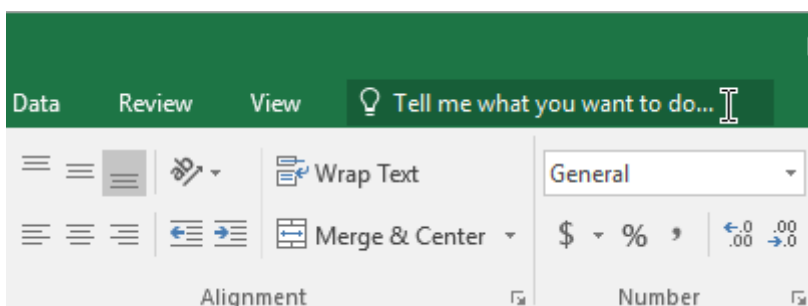 Data Review View Tell me what you want to do...
Wrap Text General
Merge & Center $ % , .0 .00 .00 .0
Alignment Number